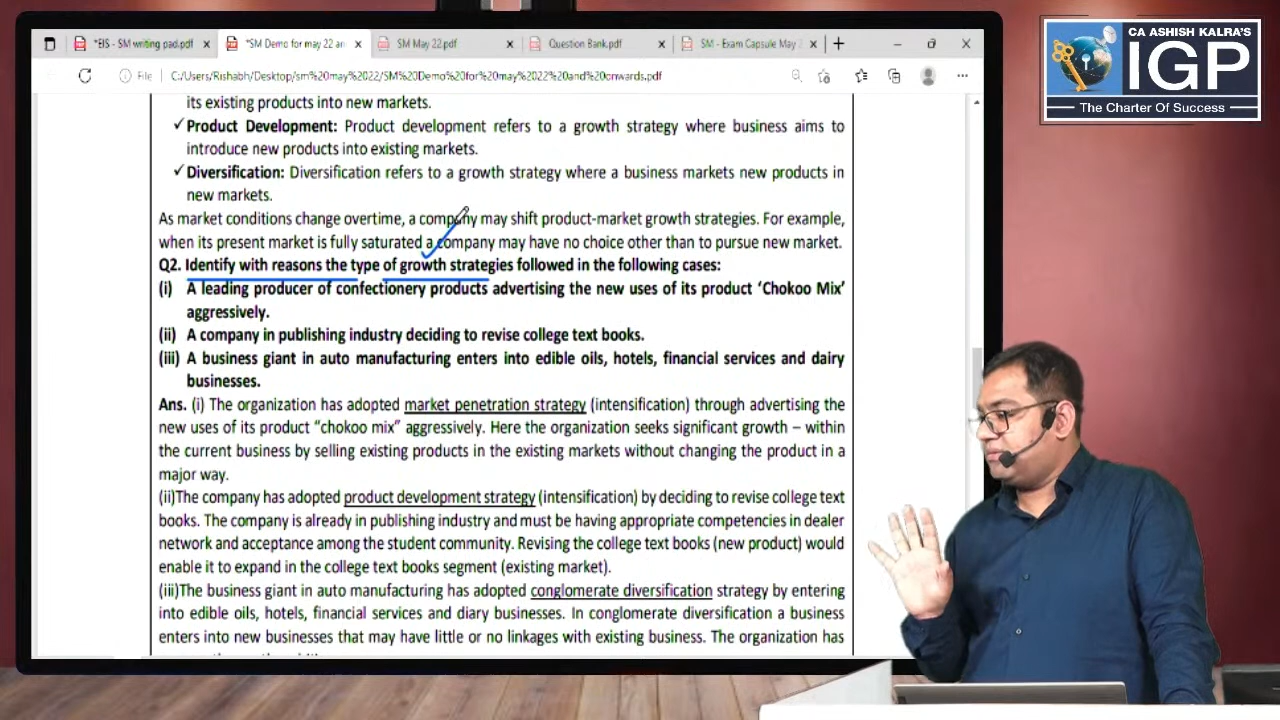 *EIS - SM writing pad.pdf
*SM Demo for may 22 an
SM May 22.pdf
Question Bank.pdf
SM - Exam Capsule May 2
File
C:/Users/Rishabh/Desktop/sm%20may%2022/SM%20Demo%20for%20may%2022%20and%20onwards.pdf
CA ASHISH KALRA'S
IGP
The Charter Of Success
its existing products into new markets.
✓Product Development: Product development refers to a growth strategy where business aims to
introduce new products into existing markets.
✓Diversification: Diversification refers to a growth strategy where a business markets new products in
new markets.
As market conditions change overtime, a company may shift product-market growth strategies. For example,
when its present market is fully saturated a company may have no choice other than to pursue new market.
Q2. Identify with reasons the type of growth strategies followed in the following cases:
(i) A leading producer of confectionery products advertising the new uses of its product ‘Chokoo Mix’
aggressively.
(ii) A company in publishing industry deciding to revise college text books.
(iii) A business giant in auto manufacturing enters into edible oils, hotels, financial services and dairy
businesses.
Ans. (i) The organization has adopted market penetration strategy (intensification) through advertising the
new uses of its product “chokoo mix” aggressively. Here the organization seeks significant growth – within
the current business by selling existing products in the existing markets without changing the product in a
major way.
(ii)The company has adopted product development strategy (intensification) by deciding to revise college text
books. The company is already in publishing industry and must be having appropriate competencies in dealer
network and acceptance among the student community. Revising the college text books (new product) would
enable it to expand in the college text books segment (existing market).
(iii)The business giant in auto manufacturing has adopted conglomerate diversification strategy by entering
into edible oils, hotels, financial services and diary businesses. In conglomerate diversification a business
enters into new businesses that may have little or no linkages with existing business. The organization has